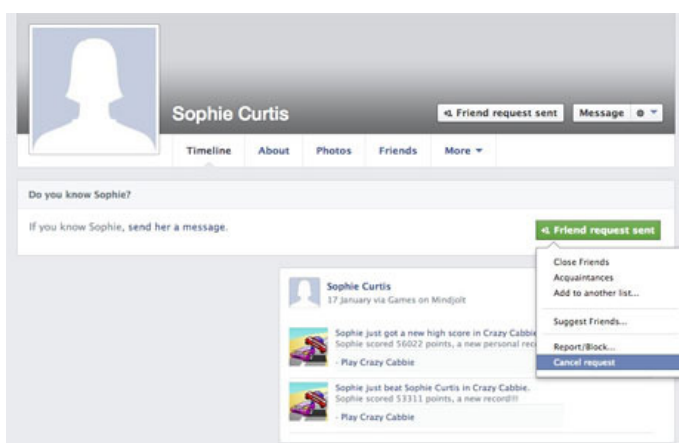 Sophie Curtis
Friend request sent
Message
Timeline About Photos Friends More
Do you know Sophie?
If you know Sophie, send her a message.
Friend request sent
Close Friends
Acquaintances
Add to another list...
Suggest Friends...
Report/Block...
Cancel request
Sophie Curtis
17 January via Games on Mindjolt
Sophie just got a new high score in Crazy Cabbie
Sophie scored 56022 points, a new personal
· Play Crazy Cabbie
Sophie just beat Sophie Curtis in Crazy Cabbie.
Sophie scored 53311 points, a new record!!!
· Play Crazy Cabbie